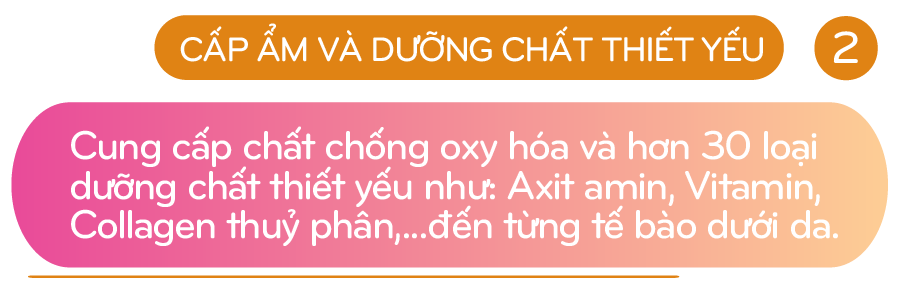 CẤP ẨM VÀ DƯỠNG CHẤT THIẾT YẾU 2
Cung cấp chất chống oxy hóa và hơn 30 loại
dưỡng chất thiết yếu như: Axit amin, Vitamin,
Collagen thuỷ phân,...đến từng tế bào dưới da.